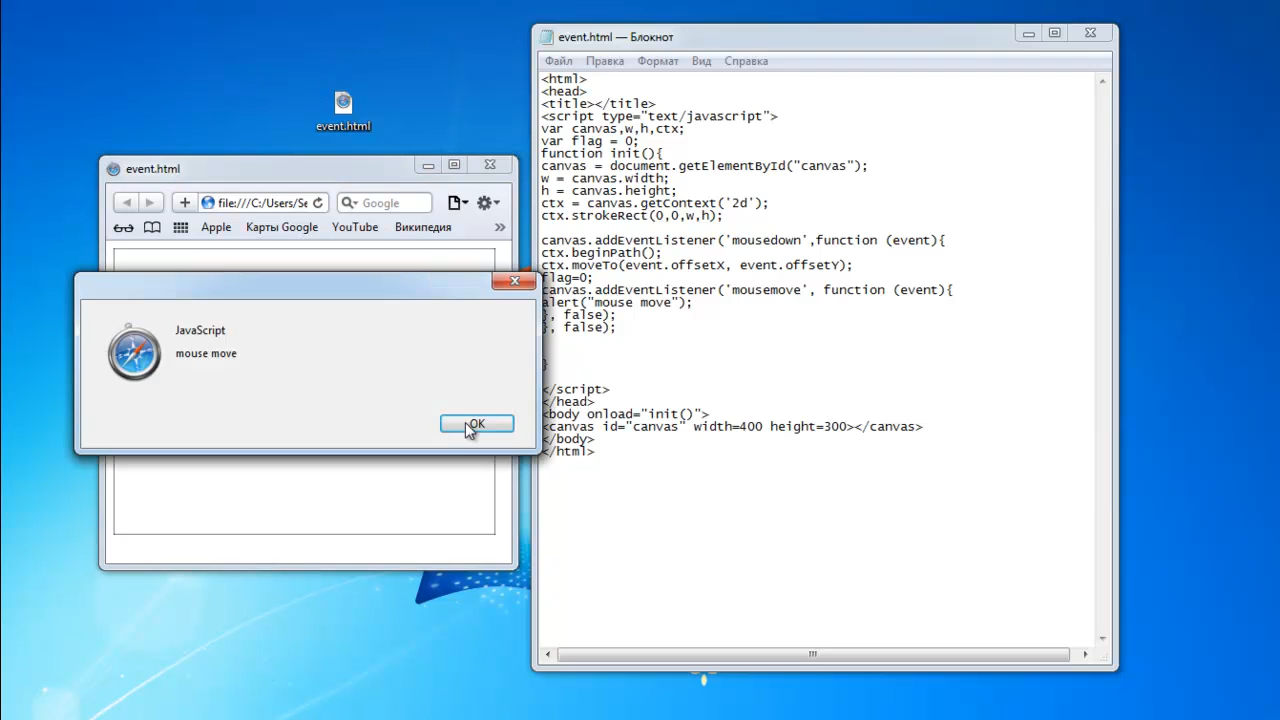 event.html
event.html
file:///C:/Users/Se
Google
Apple
Карты Google
YouTube
Википедия
»
JavaScript
mouse move
OK
event.html — Блокнот
Файл
Правка
Формат
Вид
Справка
<html>
<head>
<title></title>
<script type="text/javascript">
var canvas,w,h,ctx;
var flag = 0;
function init(){
canvas = document.getElementById("canvas");
w = canvas.width;
h = canvas.height;
ctx = canvas.getContext('2d');
ctx.strokeRect(0,0,w,h);
canvas.addEventListener('mousedown',function (event){
ctx.beginPath();
ctx.moveTo(event.offsetX, event.offsetY);
flag=0;
canvas.addEventListener('mousemove', function (event){
alert("mouse move");
}, false);
}, false);
}
</script>
</head>
<body onload="init()">
<canvas id="canvas" width=400 height=300></canvas>
</body>
</html>